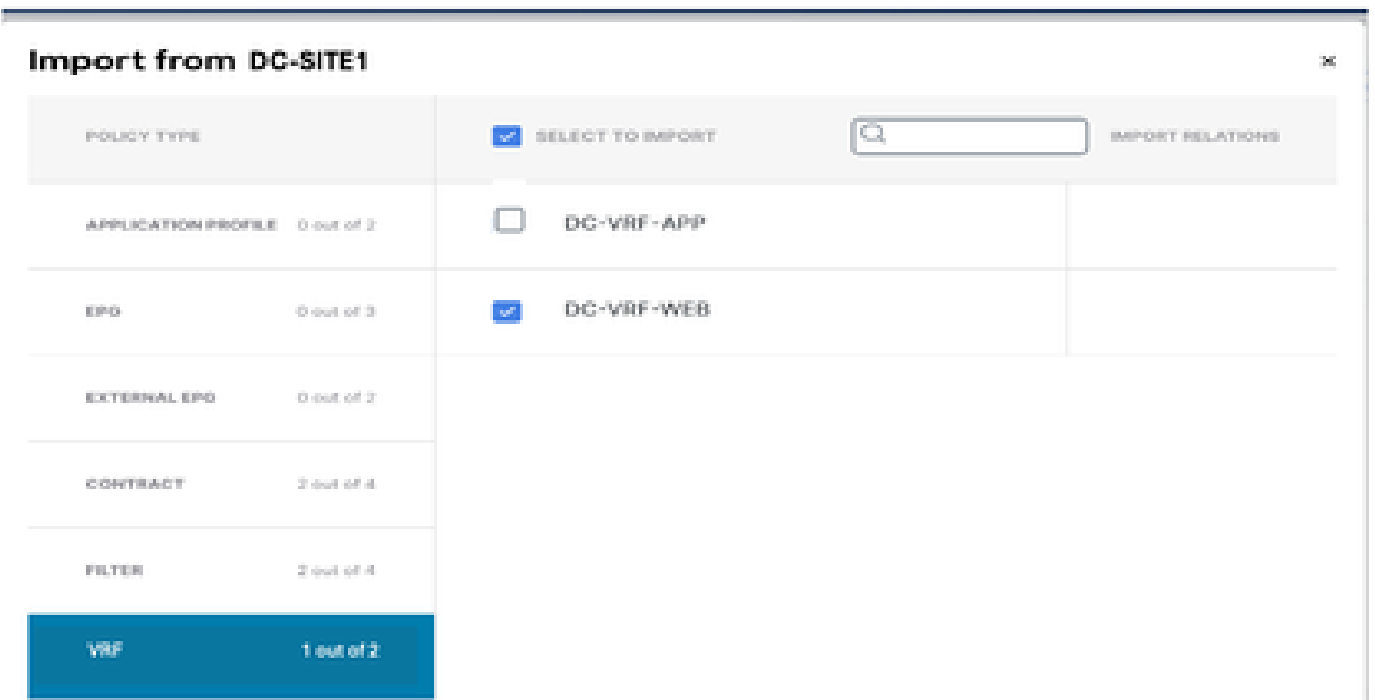 Import from DC-SITE1
×
POLICY TYPE
SELECT TO IMPORT
IMPORT RELATIONS
APPLICATION PROFILE 0 out of 2
DC-VRF-APP
EPG 0 out of 3
DC-VRF-WEB
EXTERNAL EPG 0 out of 2
CONTRACT 2 out of 4
FILTER 2 out of 4
VRF 1 out of 2